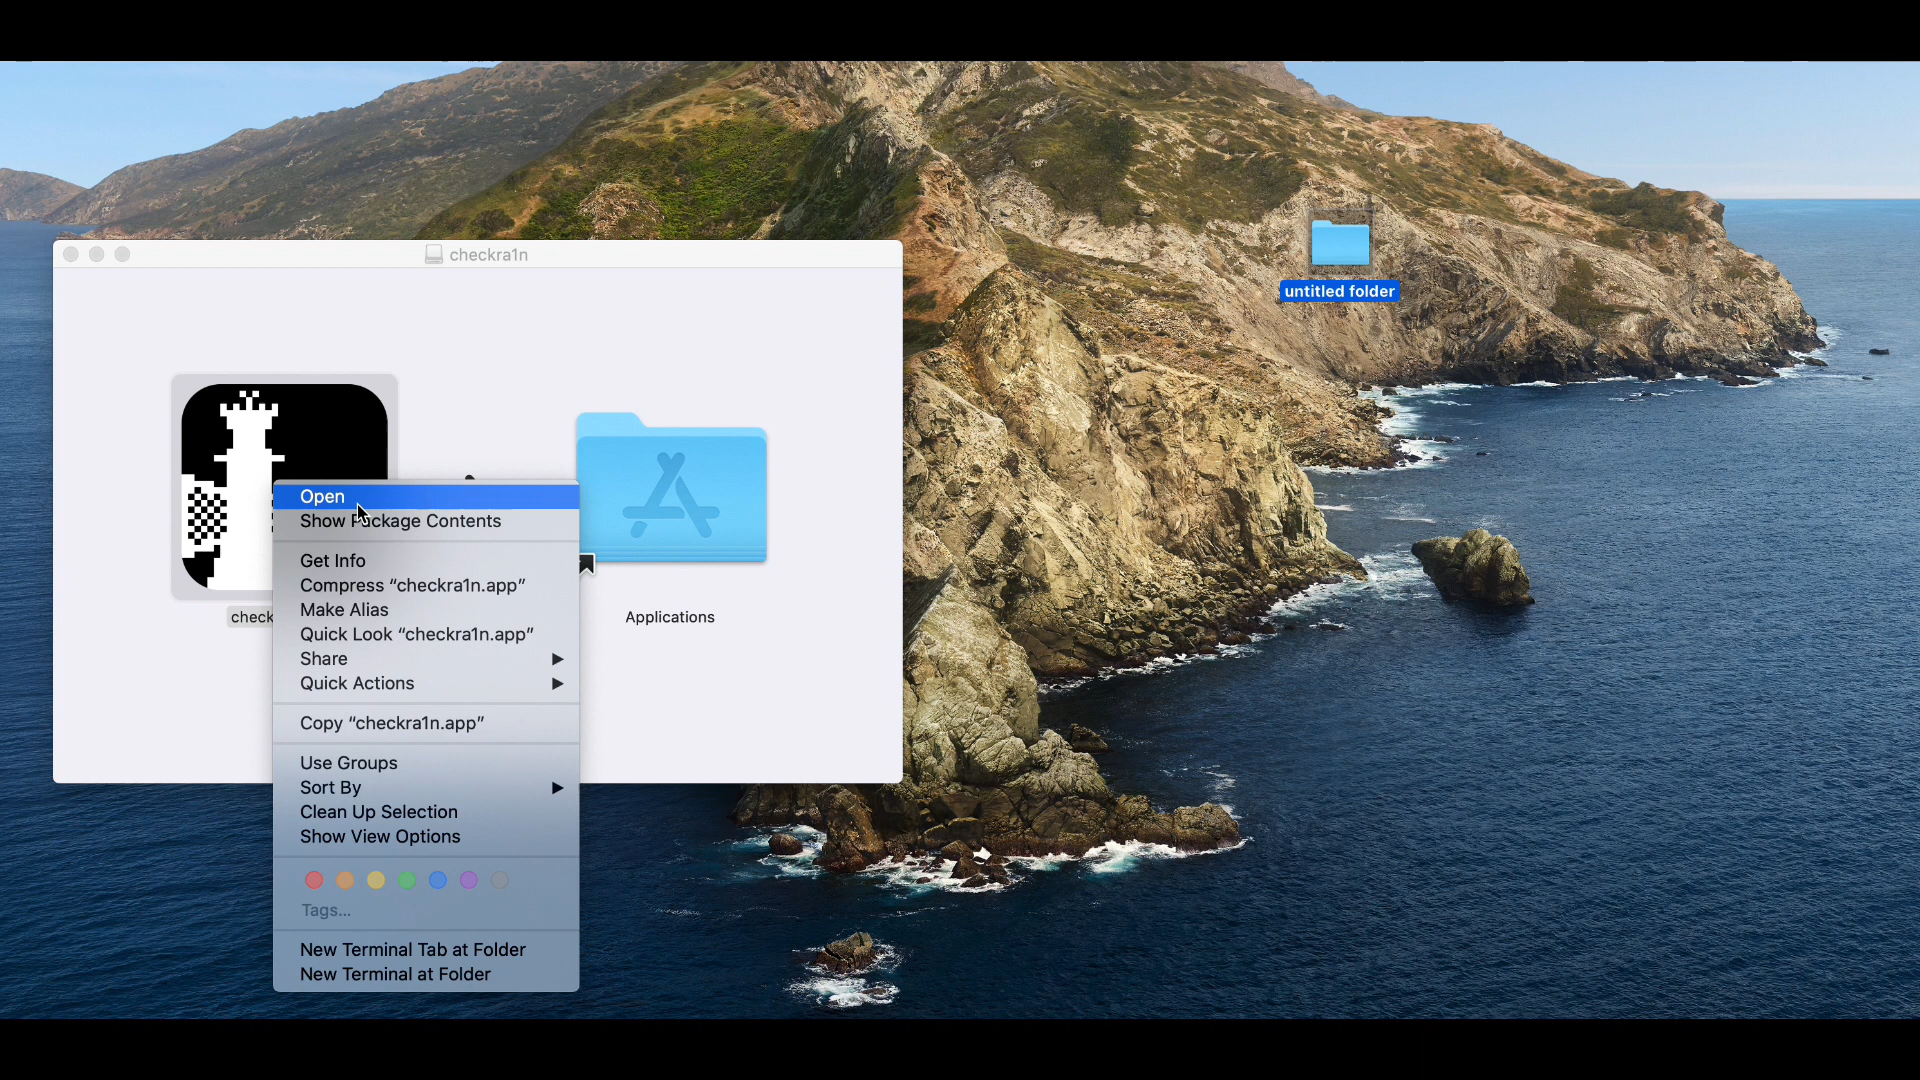 checkra1n
untitled folder
check
Applications
Open
Show Package Contents
Get Info
Compress “checkra1n.app”
Make Alias
Quick Look “checkra1n.app”
Share
Quick Actions
Copy “checkra1n.app”
Use Groups
Sort By
Clean Up Selection
Show View Options
Tags...
New Terminal Tab at Folder
New Terminal at Folder